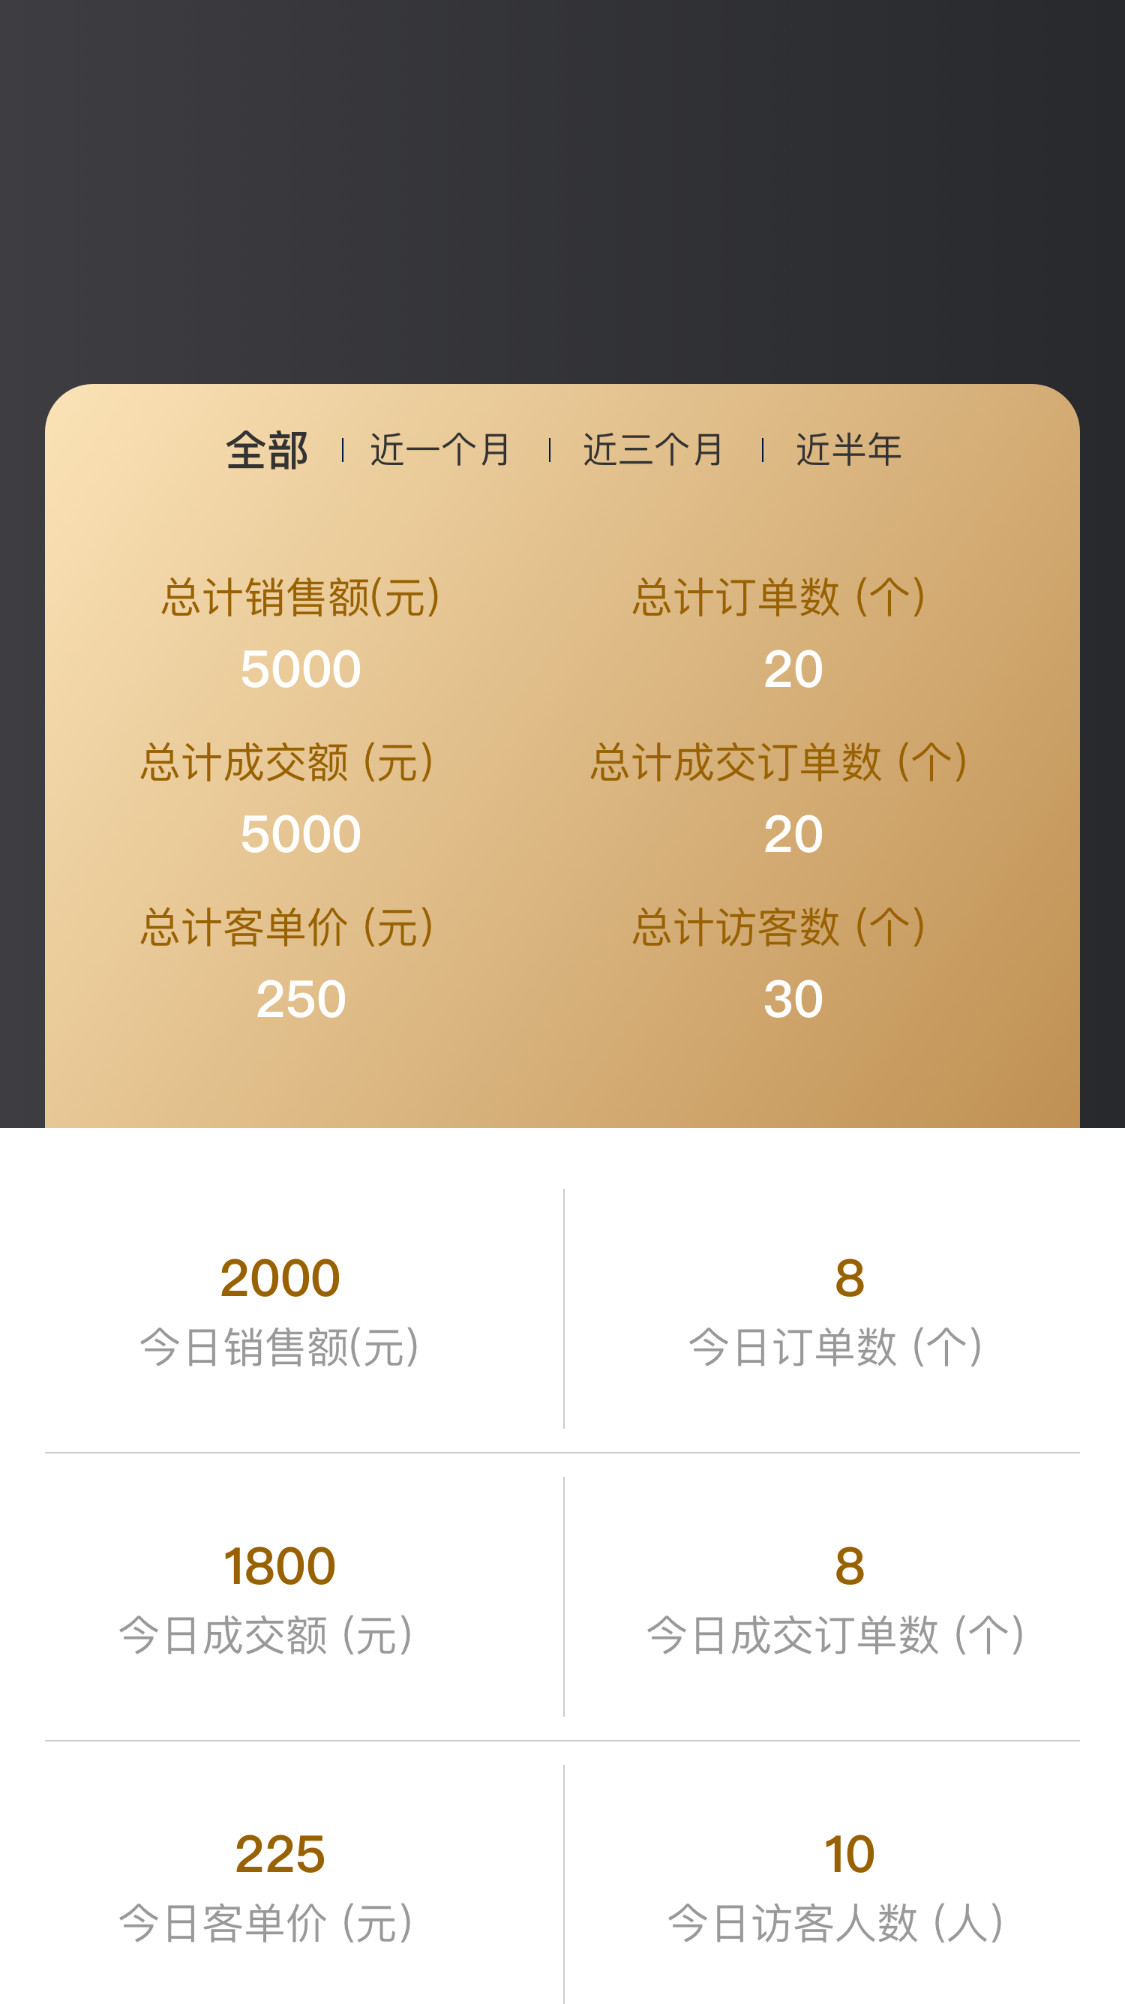 全部 近一个月 近三个月 近半年
总计销售额(元) 总计订单数 (个)
5000 20
总计成交额 (元) 总计成交订单数 (个)
5000 20
总计客单价 (元) 总计访客数 (个)
250 30
2000 8
今日销售额(元) 今日订单数 (个)
1800 8
今日成交额 (元) 今日成交订单数 (个)
225 10
今日客单价 (元) 今日访客人数 (人)